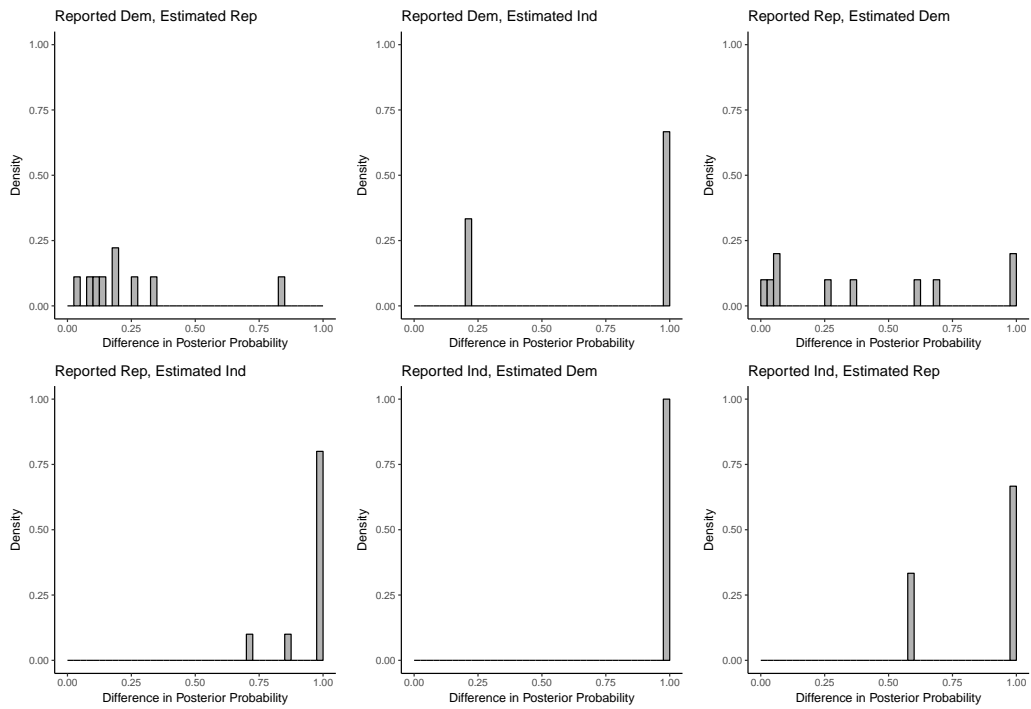 Reported Dem, Estimated Rep
1.00
0.75
0.50
0.25
0.00
Density
0.00 0.25 0.50 0.75 1.00
Difference in Posterior Probability
Reported Dem, Estimated Ind
1.00
0.75
0.50
0.25
0.00
Density
0.00 0.25 0.50 0.75 1.00
Difference in Posterior Probability
Reported Rep, Estimated Dem
1.00
0.75
0.50
0.25
0.00
Density
0.00 0.25 0.50 0.75 1.00
Difference in Posterior Probability
Reported Rep, Estimated Ind
1.00
0.75
0.50
0.25
0.00
Density
0.00 0.25 0.50 0.75 1.00
Difference in Posterior Probability
Reported Ind, Estimated Dem
1.00
0.75
0.50
0.25
0.00
Density
0.00 0.25 0.50 0.75 1.00
Difference in Posterior Probability
Reported Ind, Estimated Rep
1.00
0.75
0.50
0.25
0.00
Density
0.00 0.25 0.50 0.75 1.00
Difference in Posterior Probability